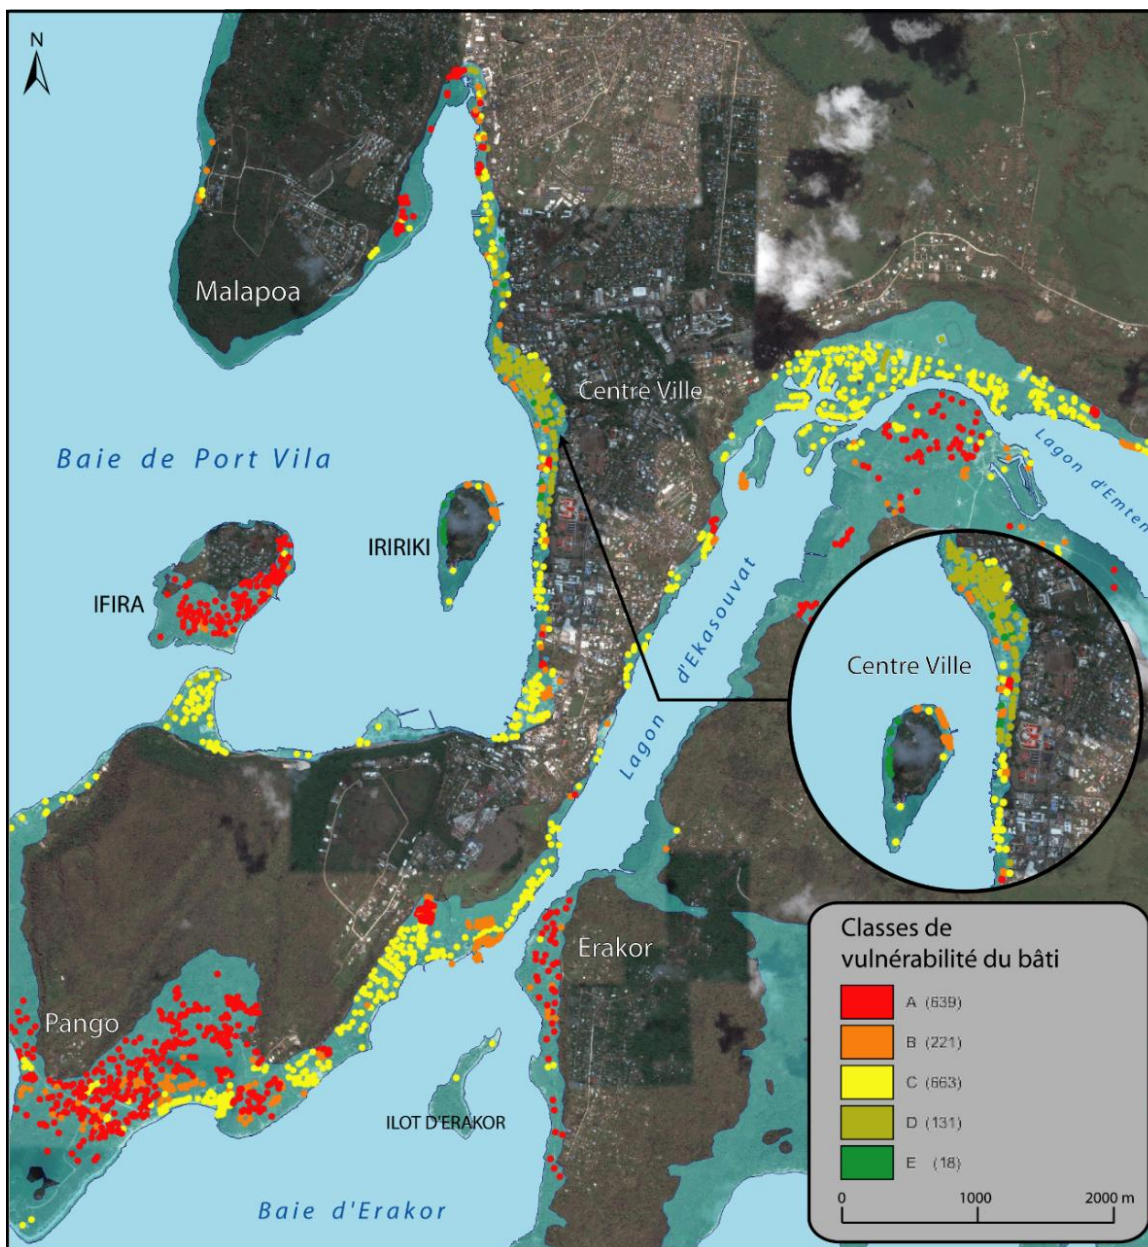 N
Malapoa
Centre Ville
Baie de Port Vila
Lagon
d'Emten
IRIRIKI
IFIRA
d'Ekasouvat
Centre Ville
Lagon
Erakor
Pango
ILOT D'ERAKOR
Baie d'Erakor
Classes de
vulnérabilité du bâti
A (639)
B (221)
C (663)
D (131)
E (18)
0 1000 2000 m